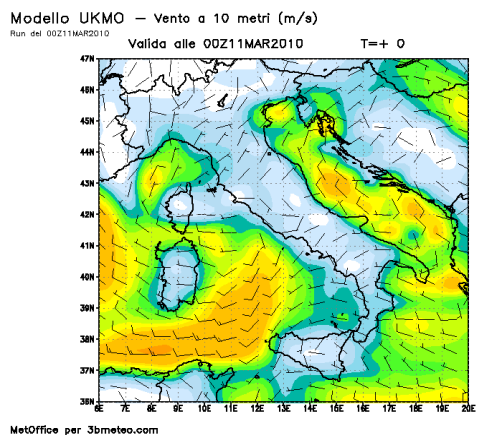 Modello UKMO – Vento a 10 metri (m/s)
Run del 00Z11MAR2010
Valida alle 00Z11MAR2010 T=+ 0
47N
46N
45N
44N
43N
42N
41N
40N
39N
38N
37N
36N
35N
6E 7E 8E 9E 10E 11E 12E 13E 14E 15E 16E 17E 18E 19E 20E
MetOffice per 3bmeteo.com